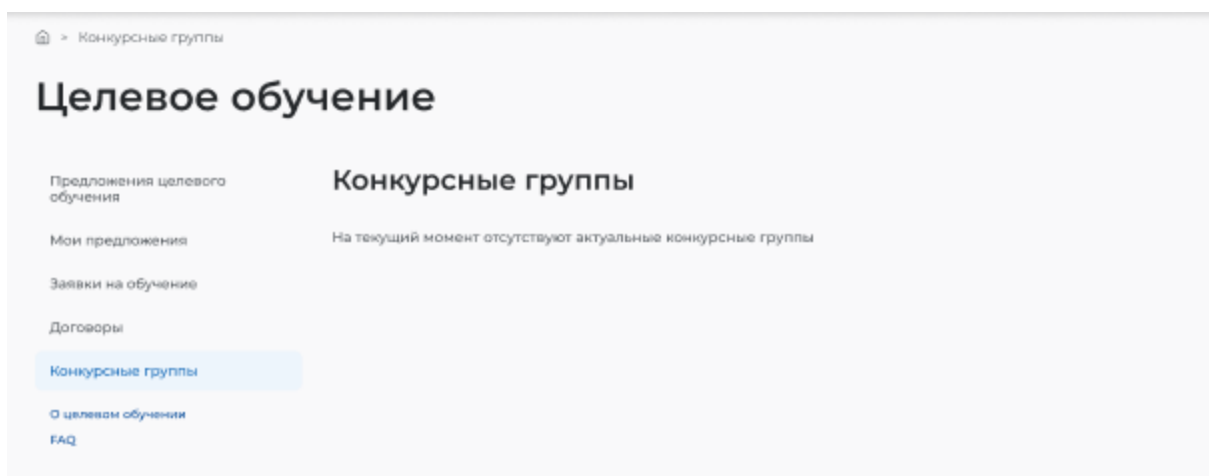 > Конкурсные группы
Целевое обучение
Предложения целевого
обучения
Мои предложения
Заявки на обучение
Договоры
Конкурсные группы
О целевом обучении
FAQ
Конкурсные группы
На текущий момент отсутствуют актуальные конкурсные группы